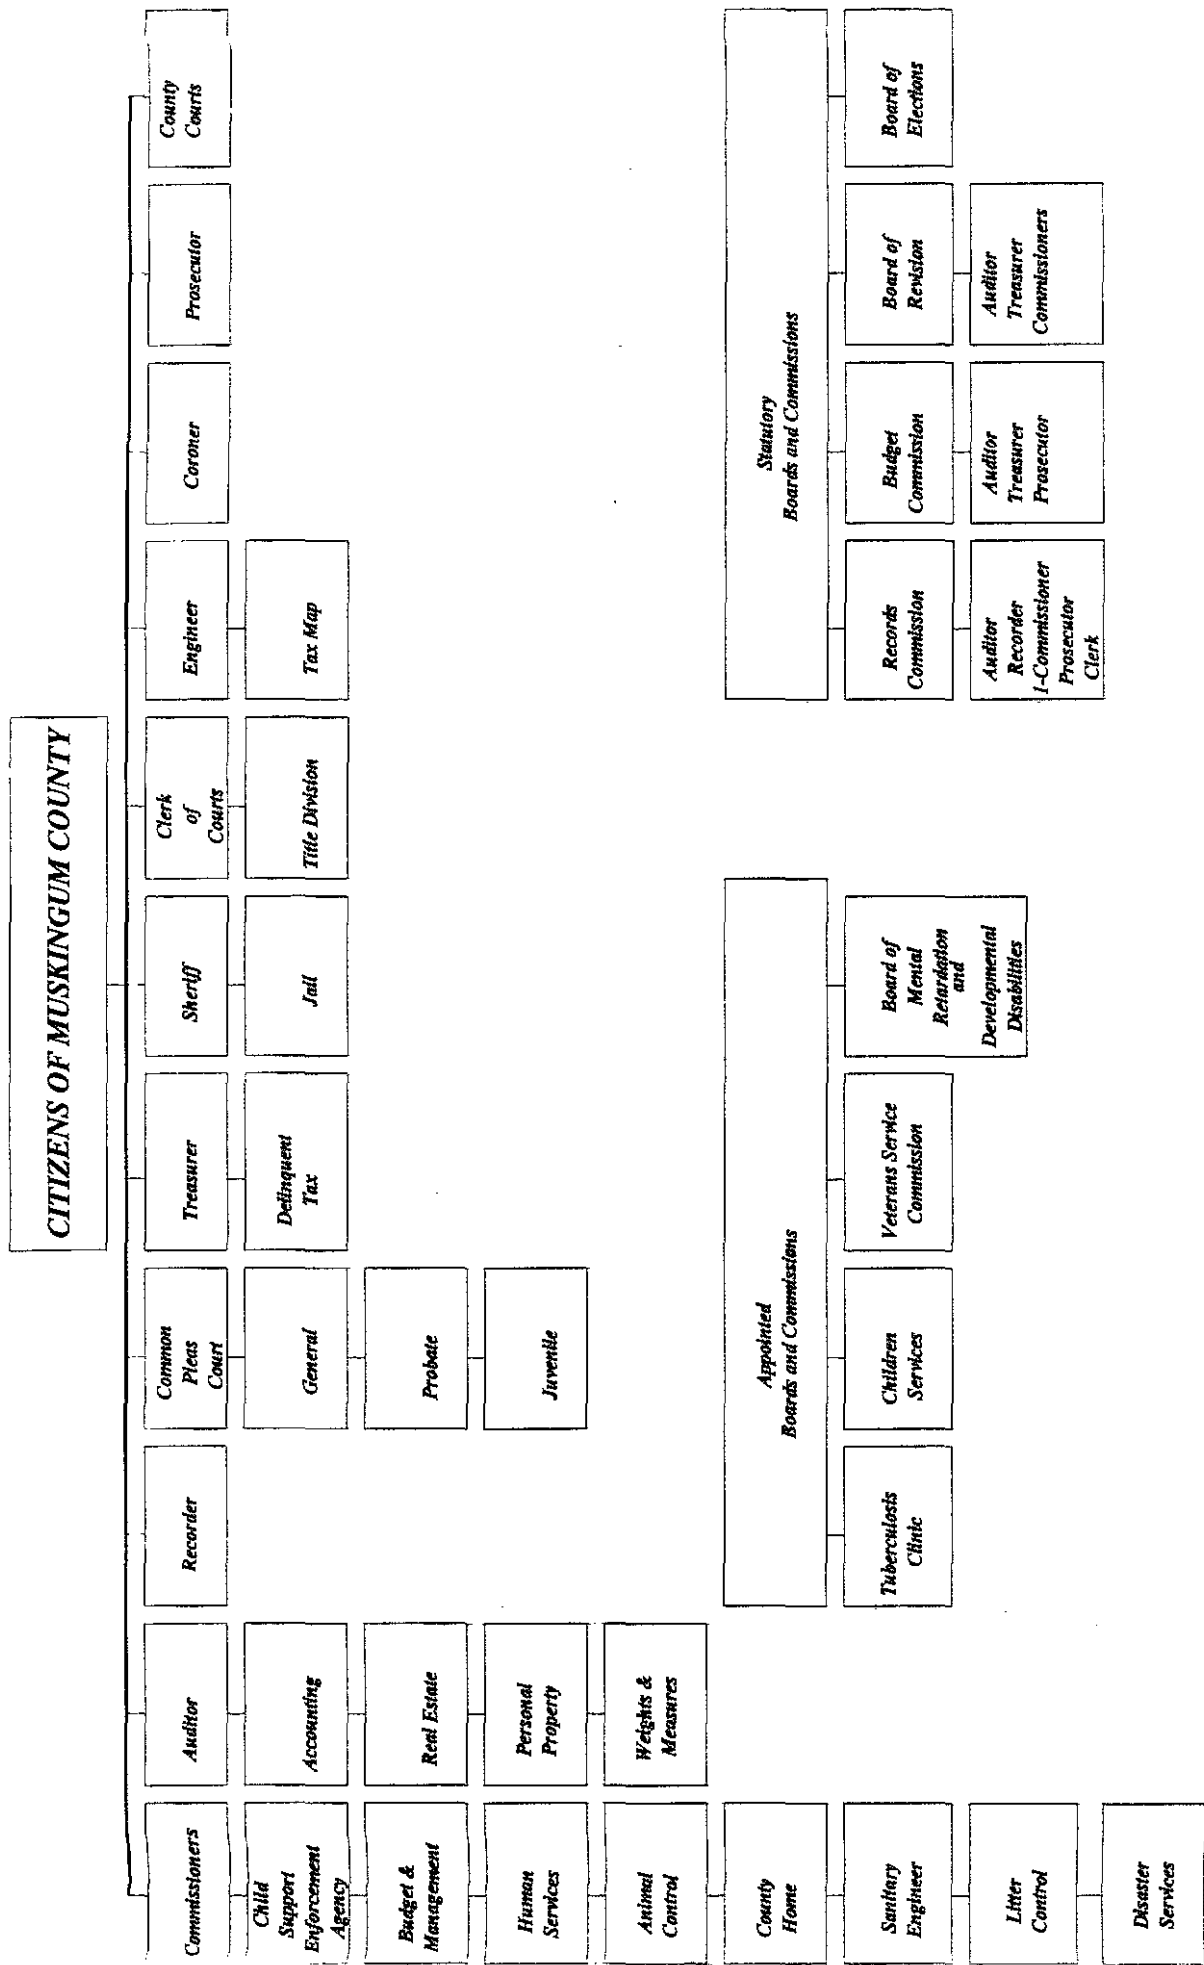 CITIZENS OF MUSKINGUM COUNTY
Commissioners
Auditor
Recorder
Common
Pleas
Court
Treasurer
Sheriff
Clerk
of
Courts
Engineer
Coroner
Prosecutor
County
Courts
Child
Support
Enforcement
Agency
Accounting
General
Delinquent
Tax
Jail
Title Division
Tax Map
Budget &
Management
Real Estate
Probate
Human
Services
Personal
Property
Juvenile
Animal
Control
Weights &
Measures
County
Home
Sanitary
Engineer
Litter
Control
Disaster
Services
Appointed
Boards and Commissions
Tuberculosis
Clinic
Children
Services
Veterans Service
Commission
Board of
Mental
Retardation
and
Developmental
Disabilities
Statutory
Boards and Commissions
Records
Commission
Budget
Commission
Board of
Revision
Board of
Elections
Auditor
Recorder
1-Commissioner
Prosecutor
Clerk
Auditor
Treasurer
Prosecutor
Auditor
Treasurer
Commissioners